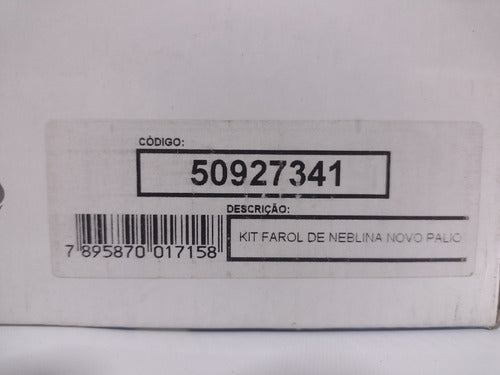 CÓDIGO:
50927341
DESCRIÇÃO:
KIT FAROL DE NEBLINA NOVO PALIO
7 895870 017158